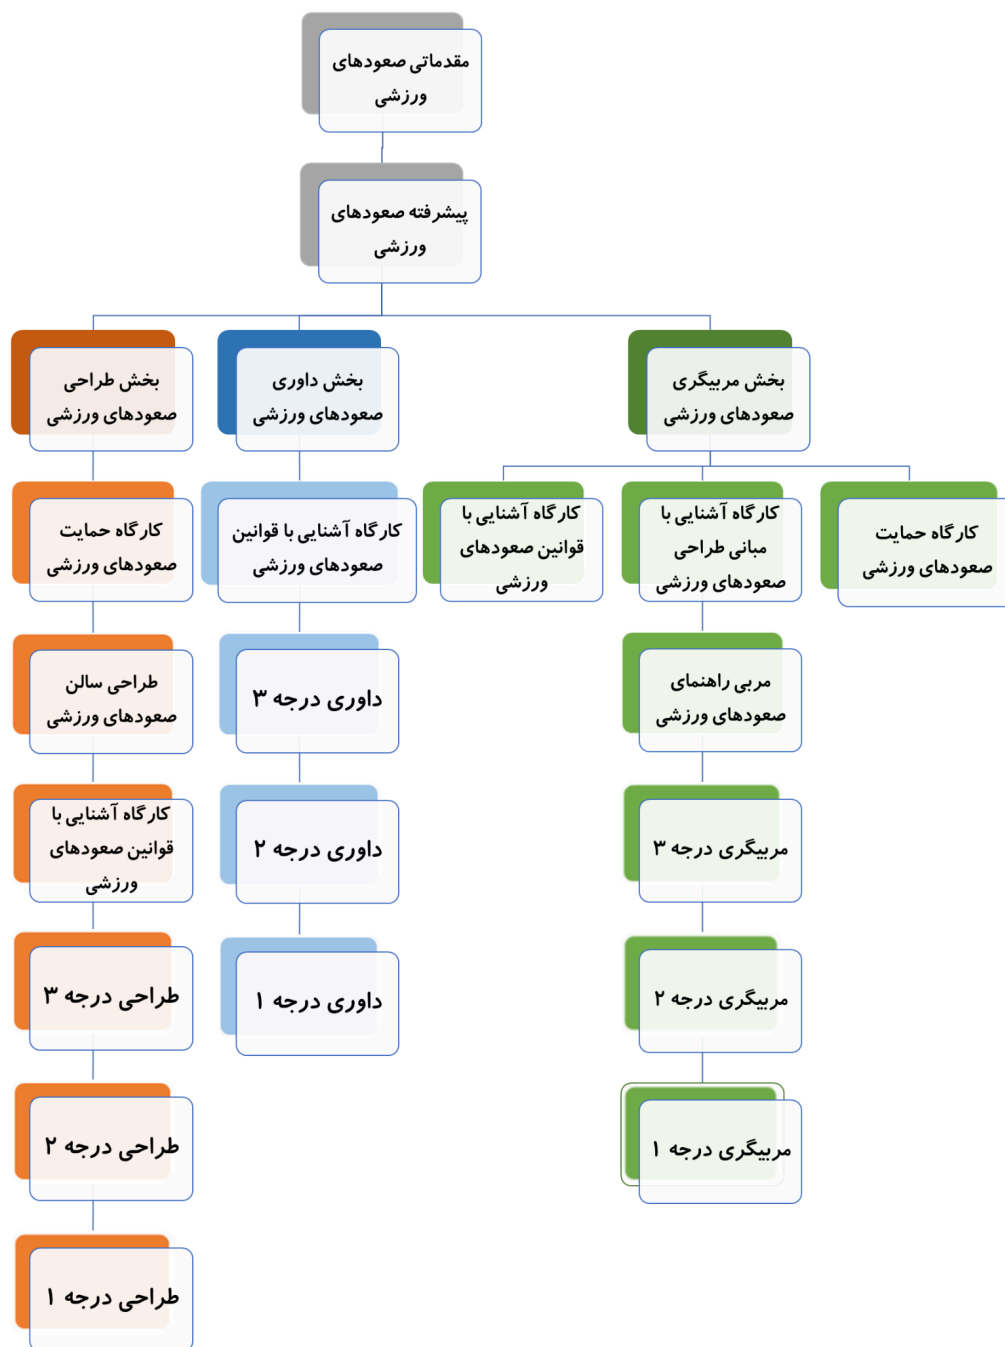 مقدماتی صعودهای
ورزشی
پیشرفته صعودهای
ورزشی
بخش مربیگری
صعودهای ورزشی
بخش داوری
صعودهای ورزشی
بخش طراحی
صعودهای ورزشی
کارگاه حمایت
صعودهای ورزشی
کارگاه آشنایی با
مبانی طراحی
صعودهای ورزشی
کارگاه آشنایی با
قوانین صعودهای
ورزشی
کارگاه آشنایی با قوانین
صعودهای ورزشی
کارگاه حمایت
صعودهای ورزشی
مربی راهنمای
صعودهای ورزشی
داوری درجه ۳
طراحی سالن
صعودهای ورزشی
مربیگری درجه ۳
داوری درجه ۲
کارگاه آشنایی با
قوانین صعودهای
ورزشی
مربیگری درجه ۲
داوری درجه ۱
طراحی درجه ۳
مربیگری درجه ۱
طراحی درجه ۲
طراحی درجه ۱